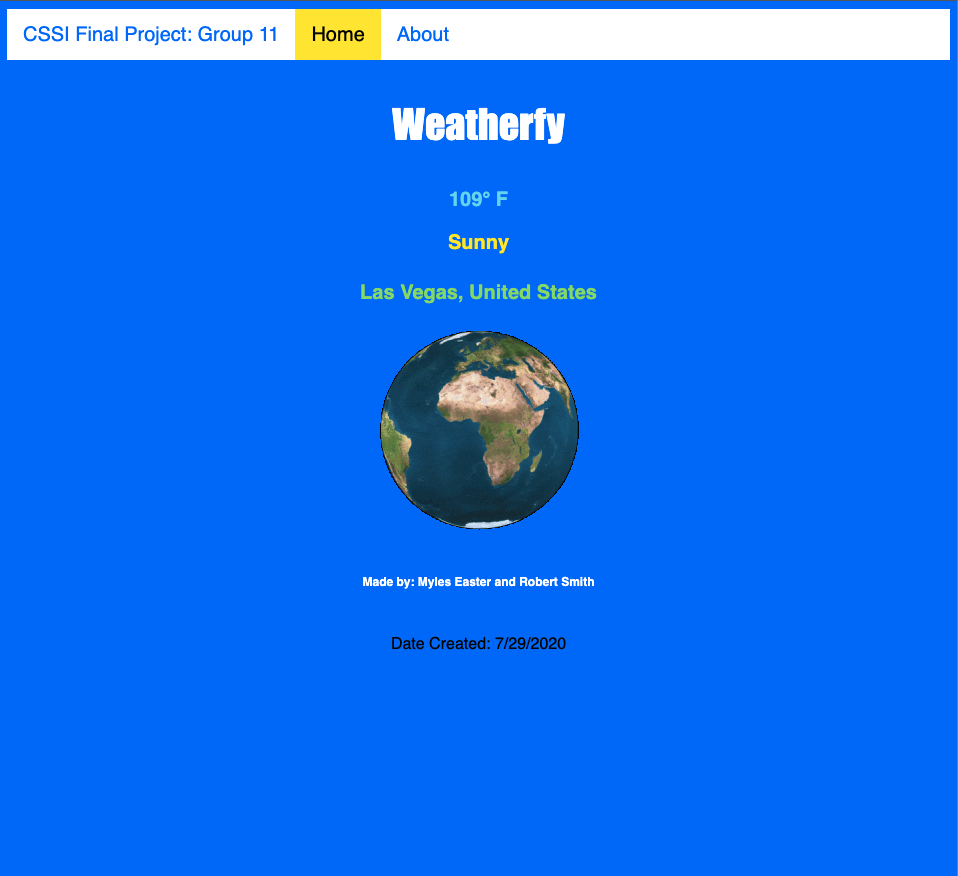 CSSI Final Project: Group 11 Home About
Weatherfy
109° F
Sunny
Las Vegas, United States
Made by: Myles Easter and Robert Smith
Date Created: 7/29/2020